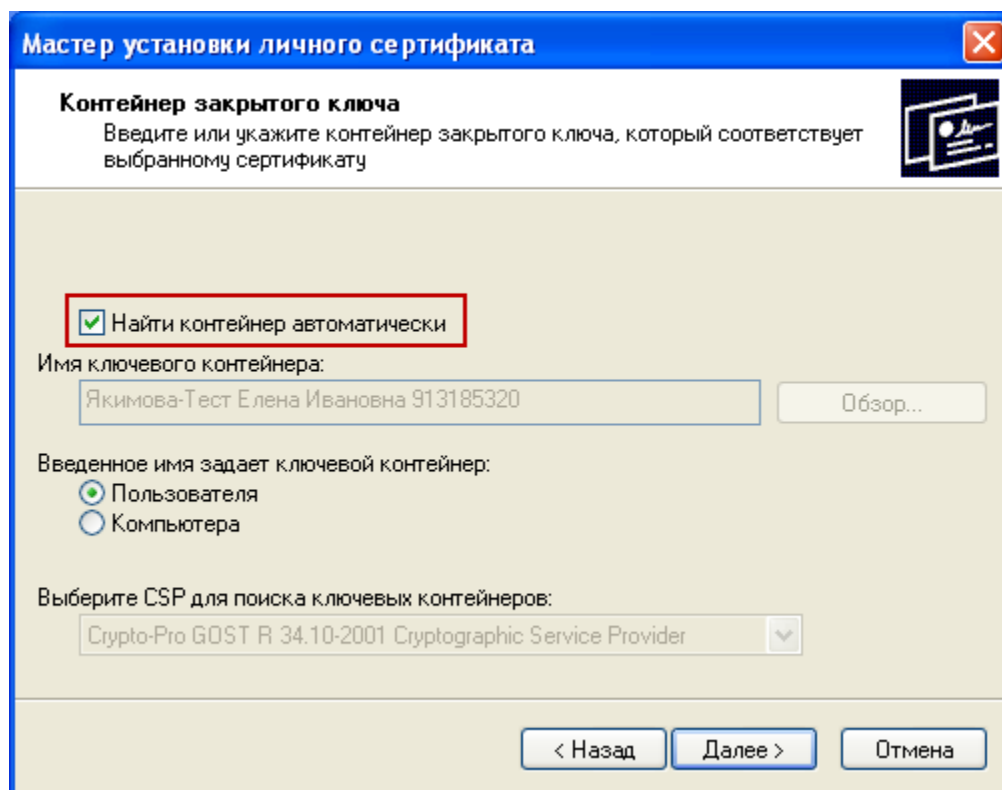 Мастер установки личного сертификата
Контейнер закрытого ключа
Введите или укажите контейнер закрытого ключа, который соответствует
выбранному сертификату
Найти контейнер автоматически
Имя ключевого контейнера:
Якимова-Тест Елена Ивановна 913185320
Обзор...
Введенное имя задает ключевой контейнер:
Пользователя
Компьютера
Выберите CSP для поиска ключевых контейнеров:
Crypto-Pro GOST R 34.10-2001 Cryptographic Service Provider
< Назад
Далее >
Отмена